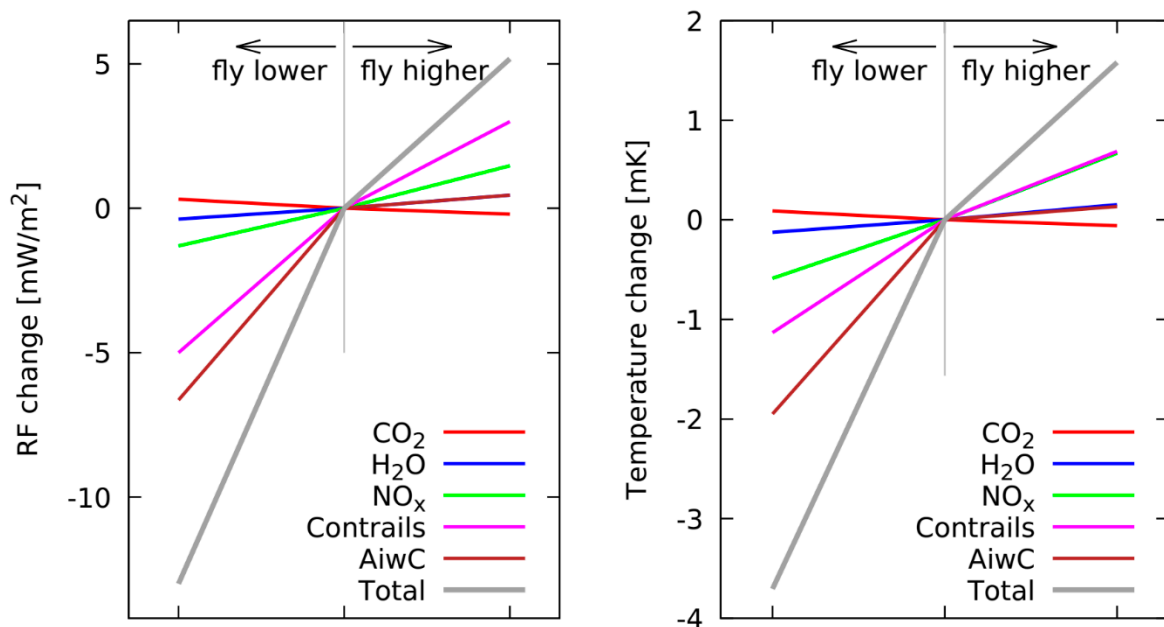 RF change [mW/m²]
5
0
-5
-10
fly lower
fly higher
CO₂
H₂O
NOₓ
Contrails
AiwC
Total
Temperature change [mK]
2
1
0
-1
-2
-3
-4
fly lower
fly higher
CO₂
H₂O
NOₓ
Contrails
AiwC
Total